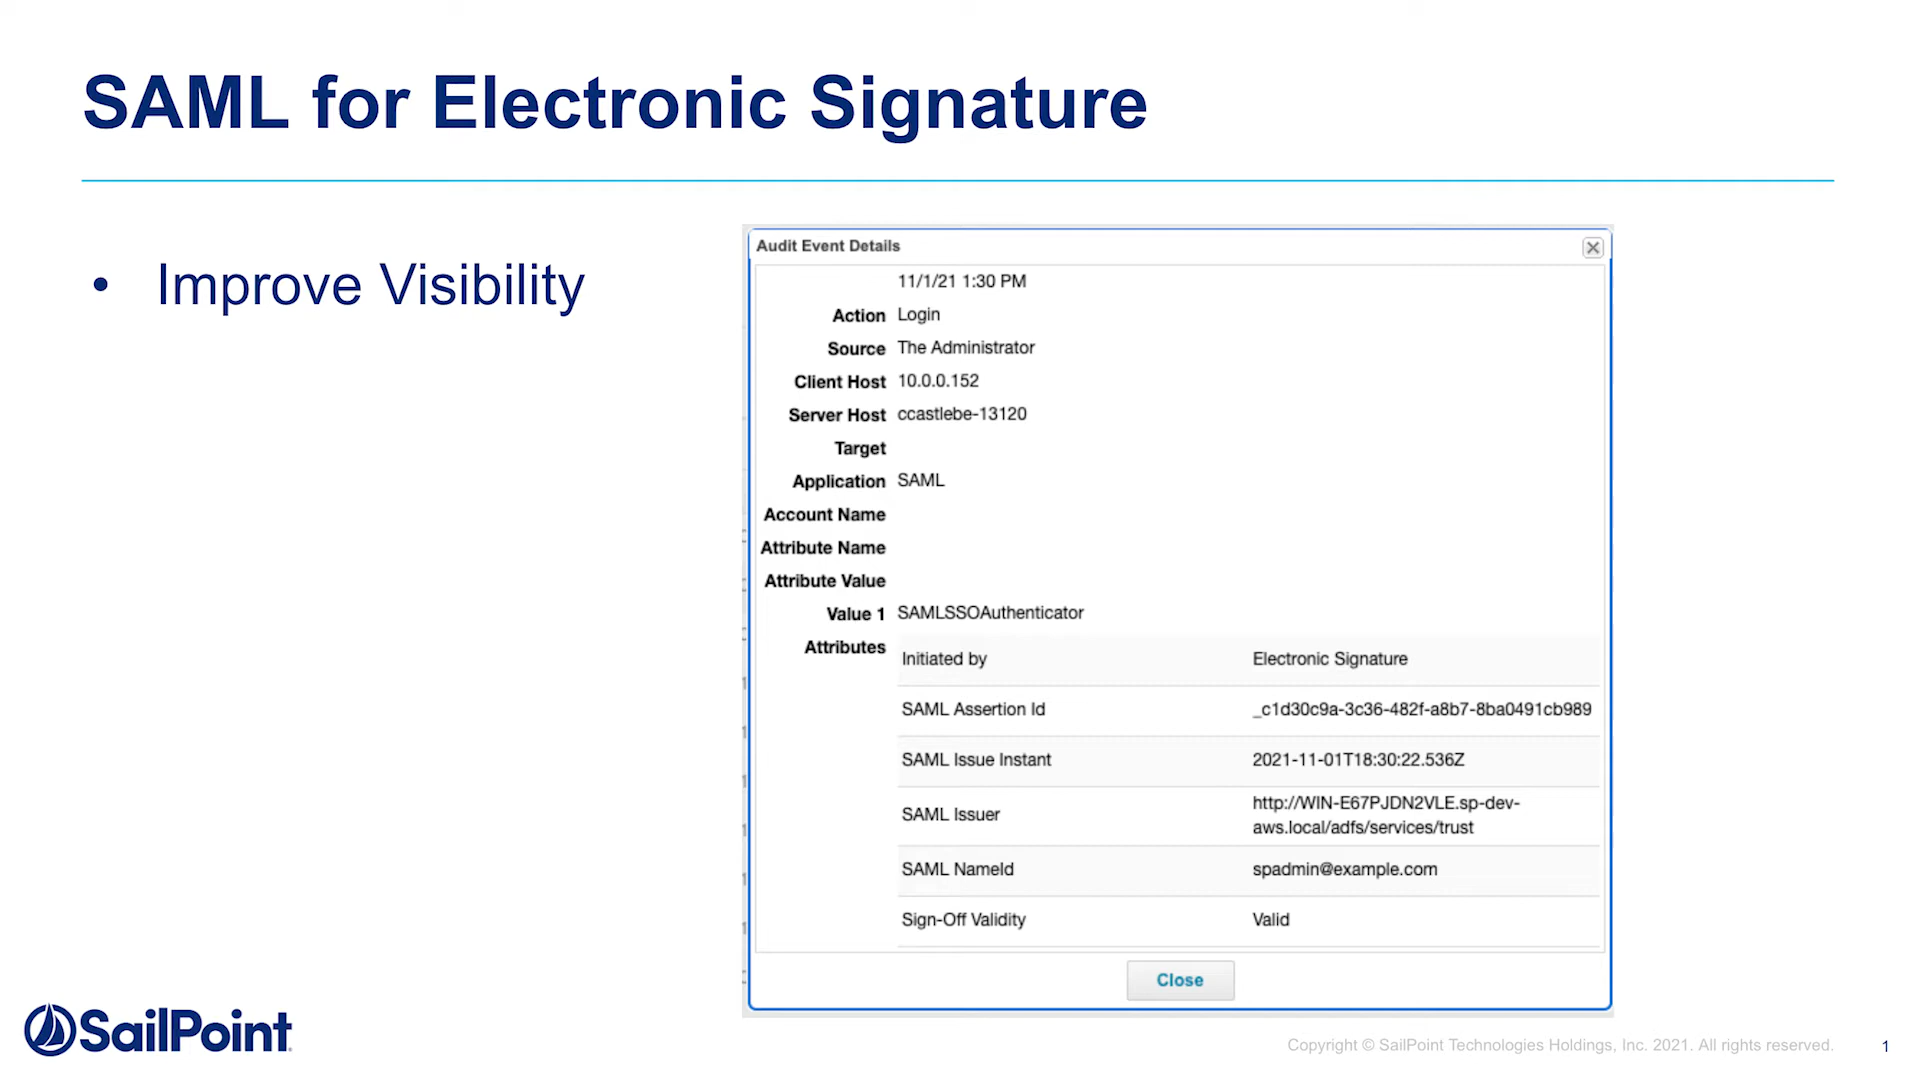 SAML for Electronic Signature
• Improve Visibility
Audit Event Details
11/1/21 1:30 PM
Action Login
Source The Administrator
Client Host 10.0.0.152
Server Host ccastlebe-13120
Target
Application SAML
Account Name
Attribute Name
Attribute Value
Value 1 SAMLSSOAuthenticator
Attributes
Initiated by Electronic Signature
SAML Assertion Id _c1d30c9a-3c36-482f-a8b7-8ba0491cb989
SAML Issue Instant 2021-11-01T18:30:22.536Z
SAML Issuer http://WIN-E67PJDN2VLE.sp-dev-
aws.local/adfs/services/trust
SAML NameId spadmin@example.com
Sign-Off Validity Valid
Close
SailPoint
Copyright © SailPoint Technologies Holdings, Inc. 2021. All rights reserved.
1